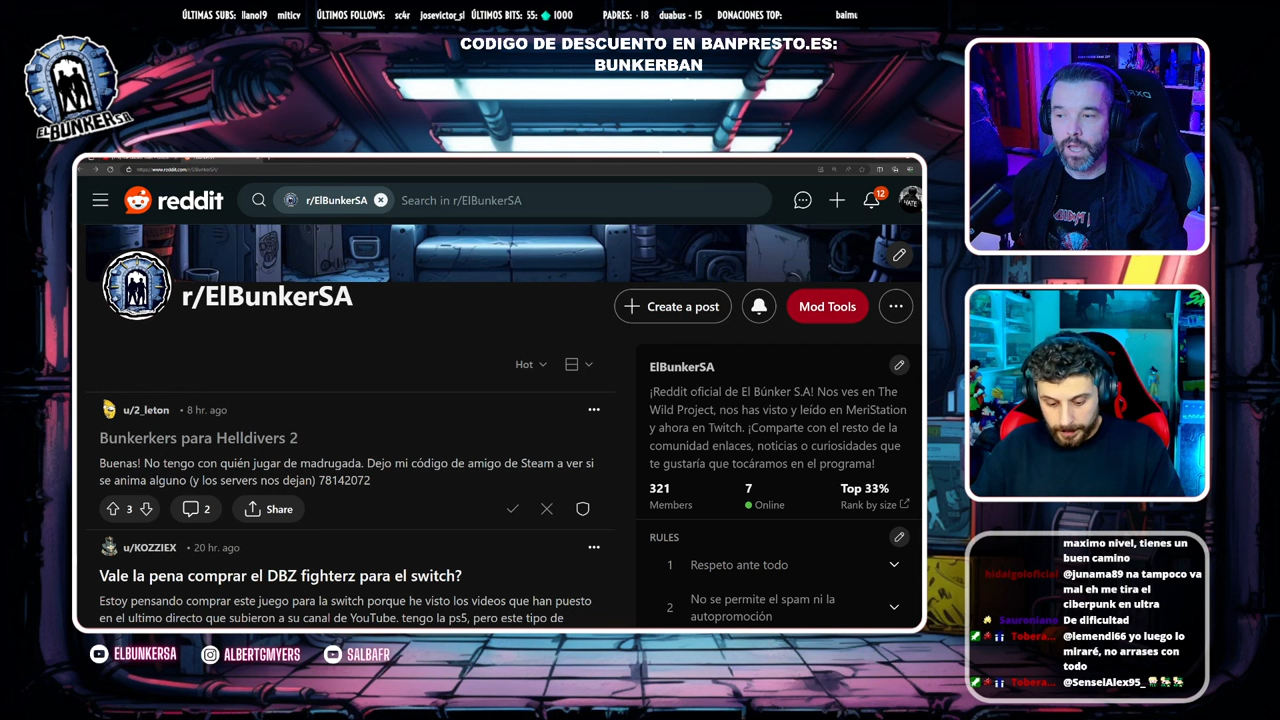 ÚLTIMAS SUBS: llano19 miticv ÚLTIMOS FOLLOWS: sc4r Josevictor_sl ÚLTIMOS BITS: 55: 1000 PADRES: - 18 duabus - 15 DONACIONES TOP:
CODIGO DE DESCUENTO EN BANPRESTO.ES:
BUNKERBAN
ELBUNKERS.A
reddit
r/ElBunkerSA
Search in r/ElBunkerSA
12
r/ElBunkerSA
Create a post
Mod Tools
Hot
u/2_leton • 8 hr. ago
Bunkerkers para Helldivers 2
Buenas! No tengo con quién jugar de madrugada. Dejo mi código de amigo de Steam a ver si
se anima alguno (y los servers nos dejan) 78142072
3
2
Share
u/KOZZIEX • 20 hr. ago
Vale la pena comprar el DBZ fighterz para el switch?
Estoy pensando comprar este juego para la switch porque he visto los videos que han puesto
en el ultimo directo que subieron a su canal de YouTube. tengo la ps5, pero este tipo de
ElBunkerSA
¡Reddit oficial de El Búnker S.A! Nos ves en The
Wild Project, nos has visto y leído en MeriStation
y ahora en Twitch. ¡Comparte con el resto de la
comunidad enlaces, noticias o curiosidades que
te gustaría que tocáramos en el programa!
321 7 Top 33%
Members Online Rank by size
RULES
1 Respeto ante todo
2 No se permite el spam ni la
autopromoción
ELBUNKERSA ALBERTGMYERS SALBAFR
maximo nivel, tienes un
buen camino
hidalgoloficial @junama89 na tampoco va
mal eh me tira el
ciberpunk en ultra
Sauroniano De dificultad
Tobera... @lemendi66 yo luego lo
miraré, no arrases con
todo
Tobera... @SenseiAlex95_